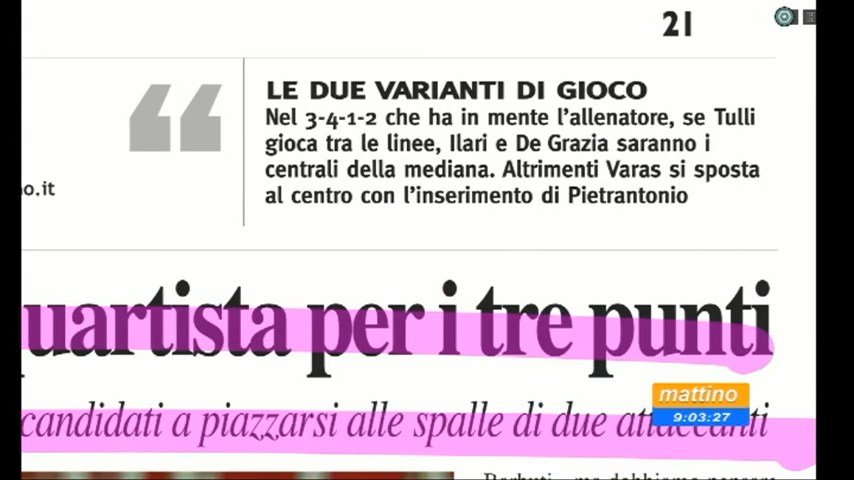 21
LE DUE VARIANTI DI GIOCO
Nel 3-4-1-2 che ha in mente l'allenatore, se Tulli
gioca tra le linee, Ilari e De Grazia saranno i
centrali della mediana. Altrimenti Varas si sposta
al centro con l'inserimento di Pietrantonio
o.it
uartista per i tre punti
mattino
9:03:27
candidati a piazzarsi alle spalle di due attaccanti